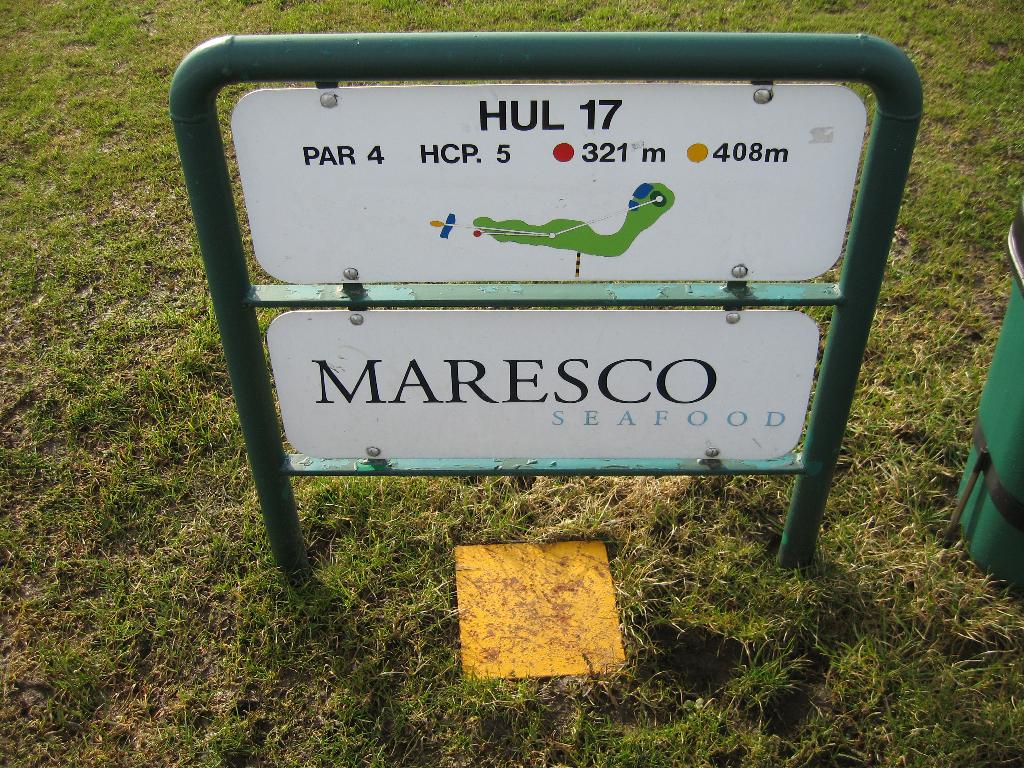 HUL 17
PAR 4 HCP. 5 321 m 408m
MARESCO
SEAFOOD